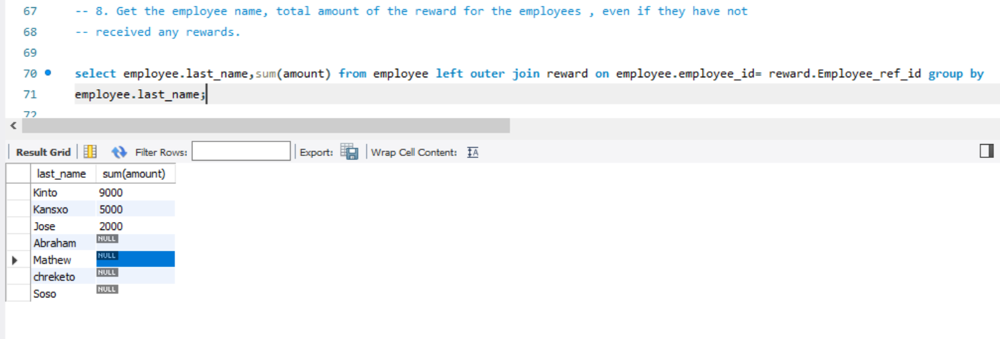 67 -- 8. Get the employee name, total amount of the reward for the employees , even if they have not
68 -- received any rewards.
69
70 select employee.last_name,sum(amount) from employee left outer join reward on employee.employee_id= reward.Employee_ref_id group by
71 employee.last_name;
72
Result Grid Filter Rows: Export: Wrap Cell Content: IA
last_name sum(amount)
Kinto 9000
Kansxo 5000
Jose 2000
Abraham NULL
Mathew NULL
chreketo NULL
Soso NULL